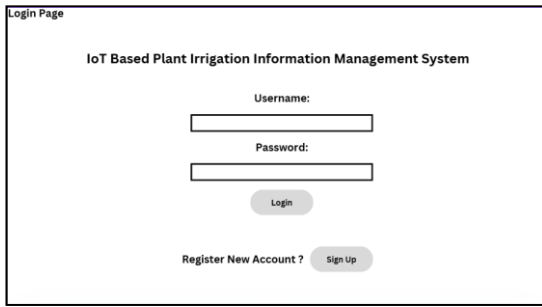 Login Page
IoT Based Plant Irrigation Information Management System
Username:
Password:
Login
Register New Account ? Sign Up